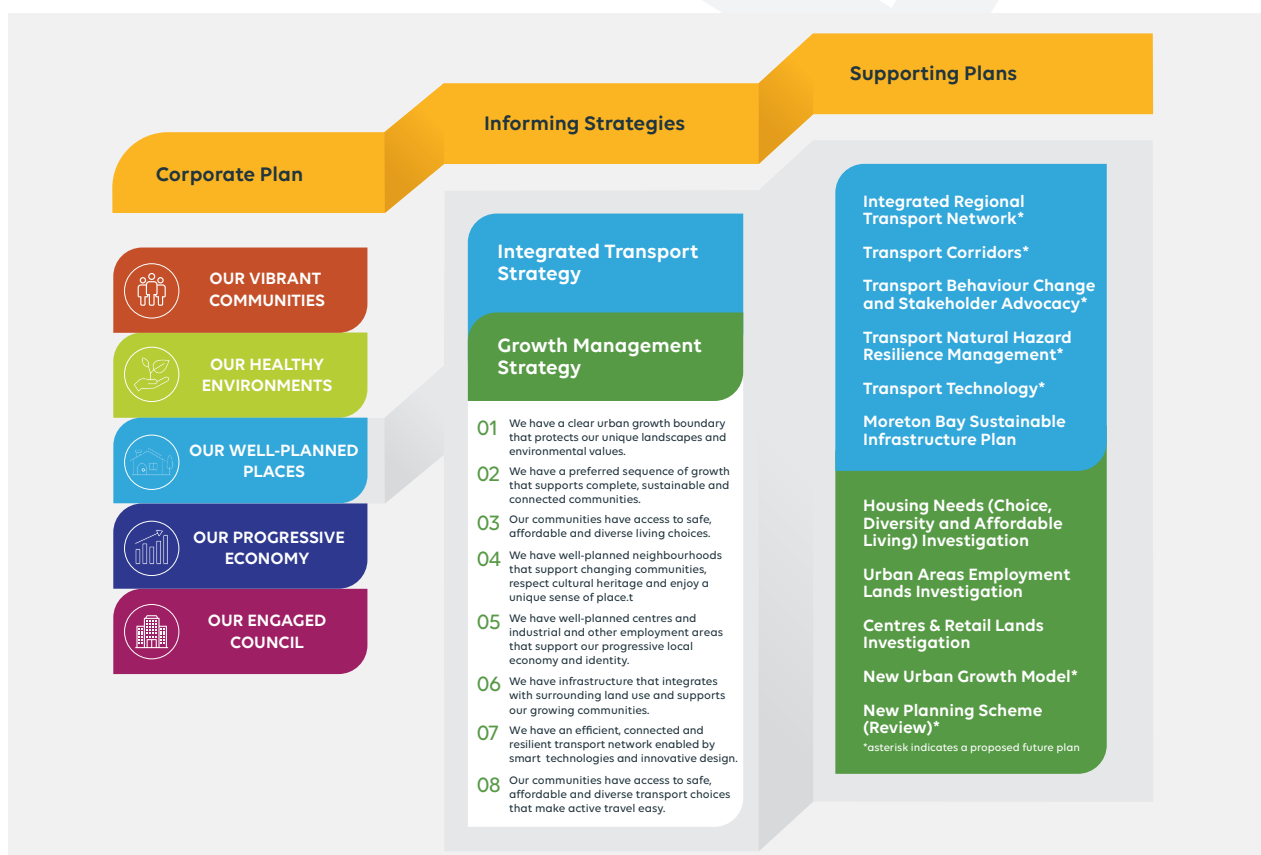 Corporate Plan
Informing Strategies
Supporting Plans
OUR VIBRANT
COMMUNITIES
OUR HEALTHY
ENVIRONMENTS
OUR WELL-PLANNED
PLACES
OUR PROGRESSIVE
ECONOMY
OUR ENGAGED
COUNCIL
Integrated Transport
Strategy
Growth Management
Strategy
01 We have a clear urban growth boundary
that protects our unique landscapes and
environmental values.
02 We have a preferred sequence of growth
that supports complete, sustainable and
connected communities.
03 Our communities have access to safe,
affordable and diverse living choices.
04 We have well-planned neighbourhoods
that support changing communities,
respect cultural heritage and enjoy a
unique sense of place.t
05 We have well-planned centres and
industrial and other employment areas
that support our progressive local
economy and identity.
06 We have infrastructure that integrates
with surrounding land use and supports
our growing communities.
07 We have an efficient, connected and
resilient transport network enabled by
smart technologies and innovative design.
08 Our communities have access to safe,
affordable and diverse transport choices
that make active travel easy.
Integrated Regional
Transport Network*
Transport Corridors*
Transport Behaviour Change
and Stakeholder Advocacy*
Transport Natural Hazard
Resilience Management*
Transport Technology*
Moreton Bay Sustainable
Infrastructure Plan
Housing Needs (Choice,
Diversity and Affordable
Living) Investigation
Urban Areas Employment
Lands Investigation
Centres & Retail Lands
Investigation
New Urban Growth Model*
New Planning Scheme
(Review)*
*asterisk indicates a proposed future plan